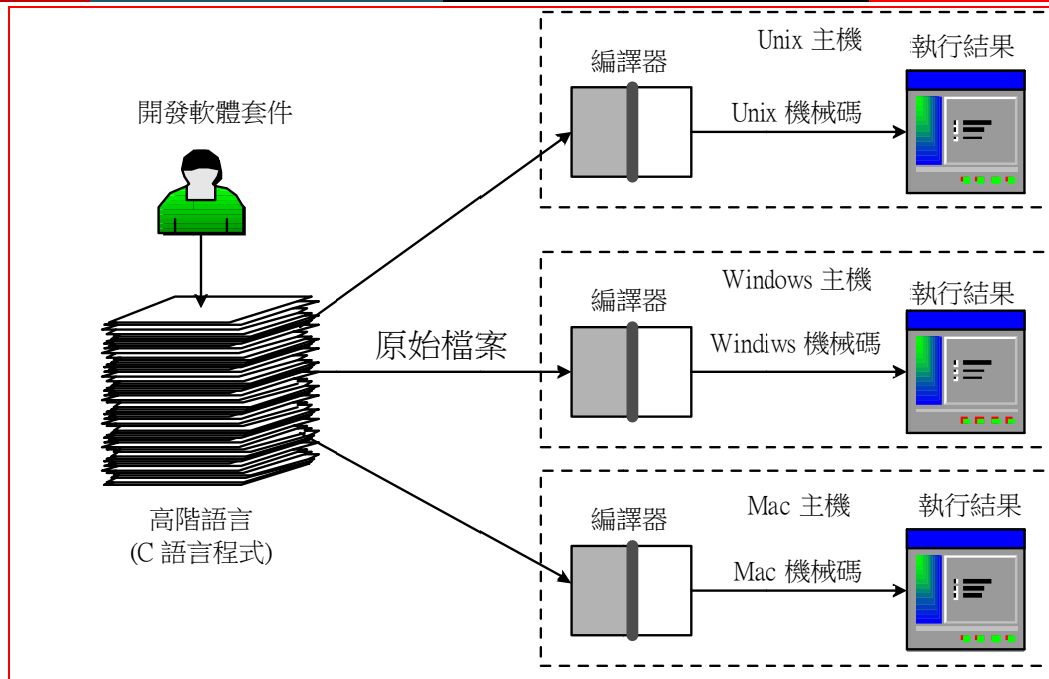 開發軟體套件
高階語言
(C 語言程式)
原始檔案
Unix 主機
編譯器
執行結果
Unix 機械碼
Windows 主機
編譯器
執行結果
Windiws 機械碼
Mac 主機
編譯器
執行結果
Mac 機械碼